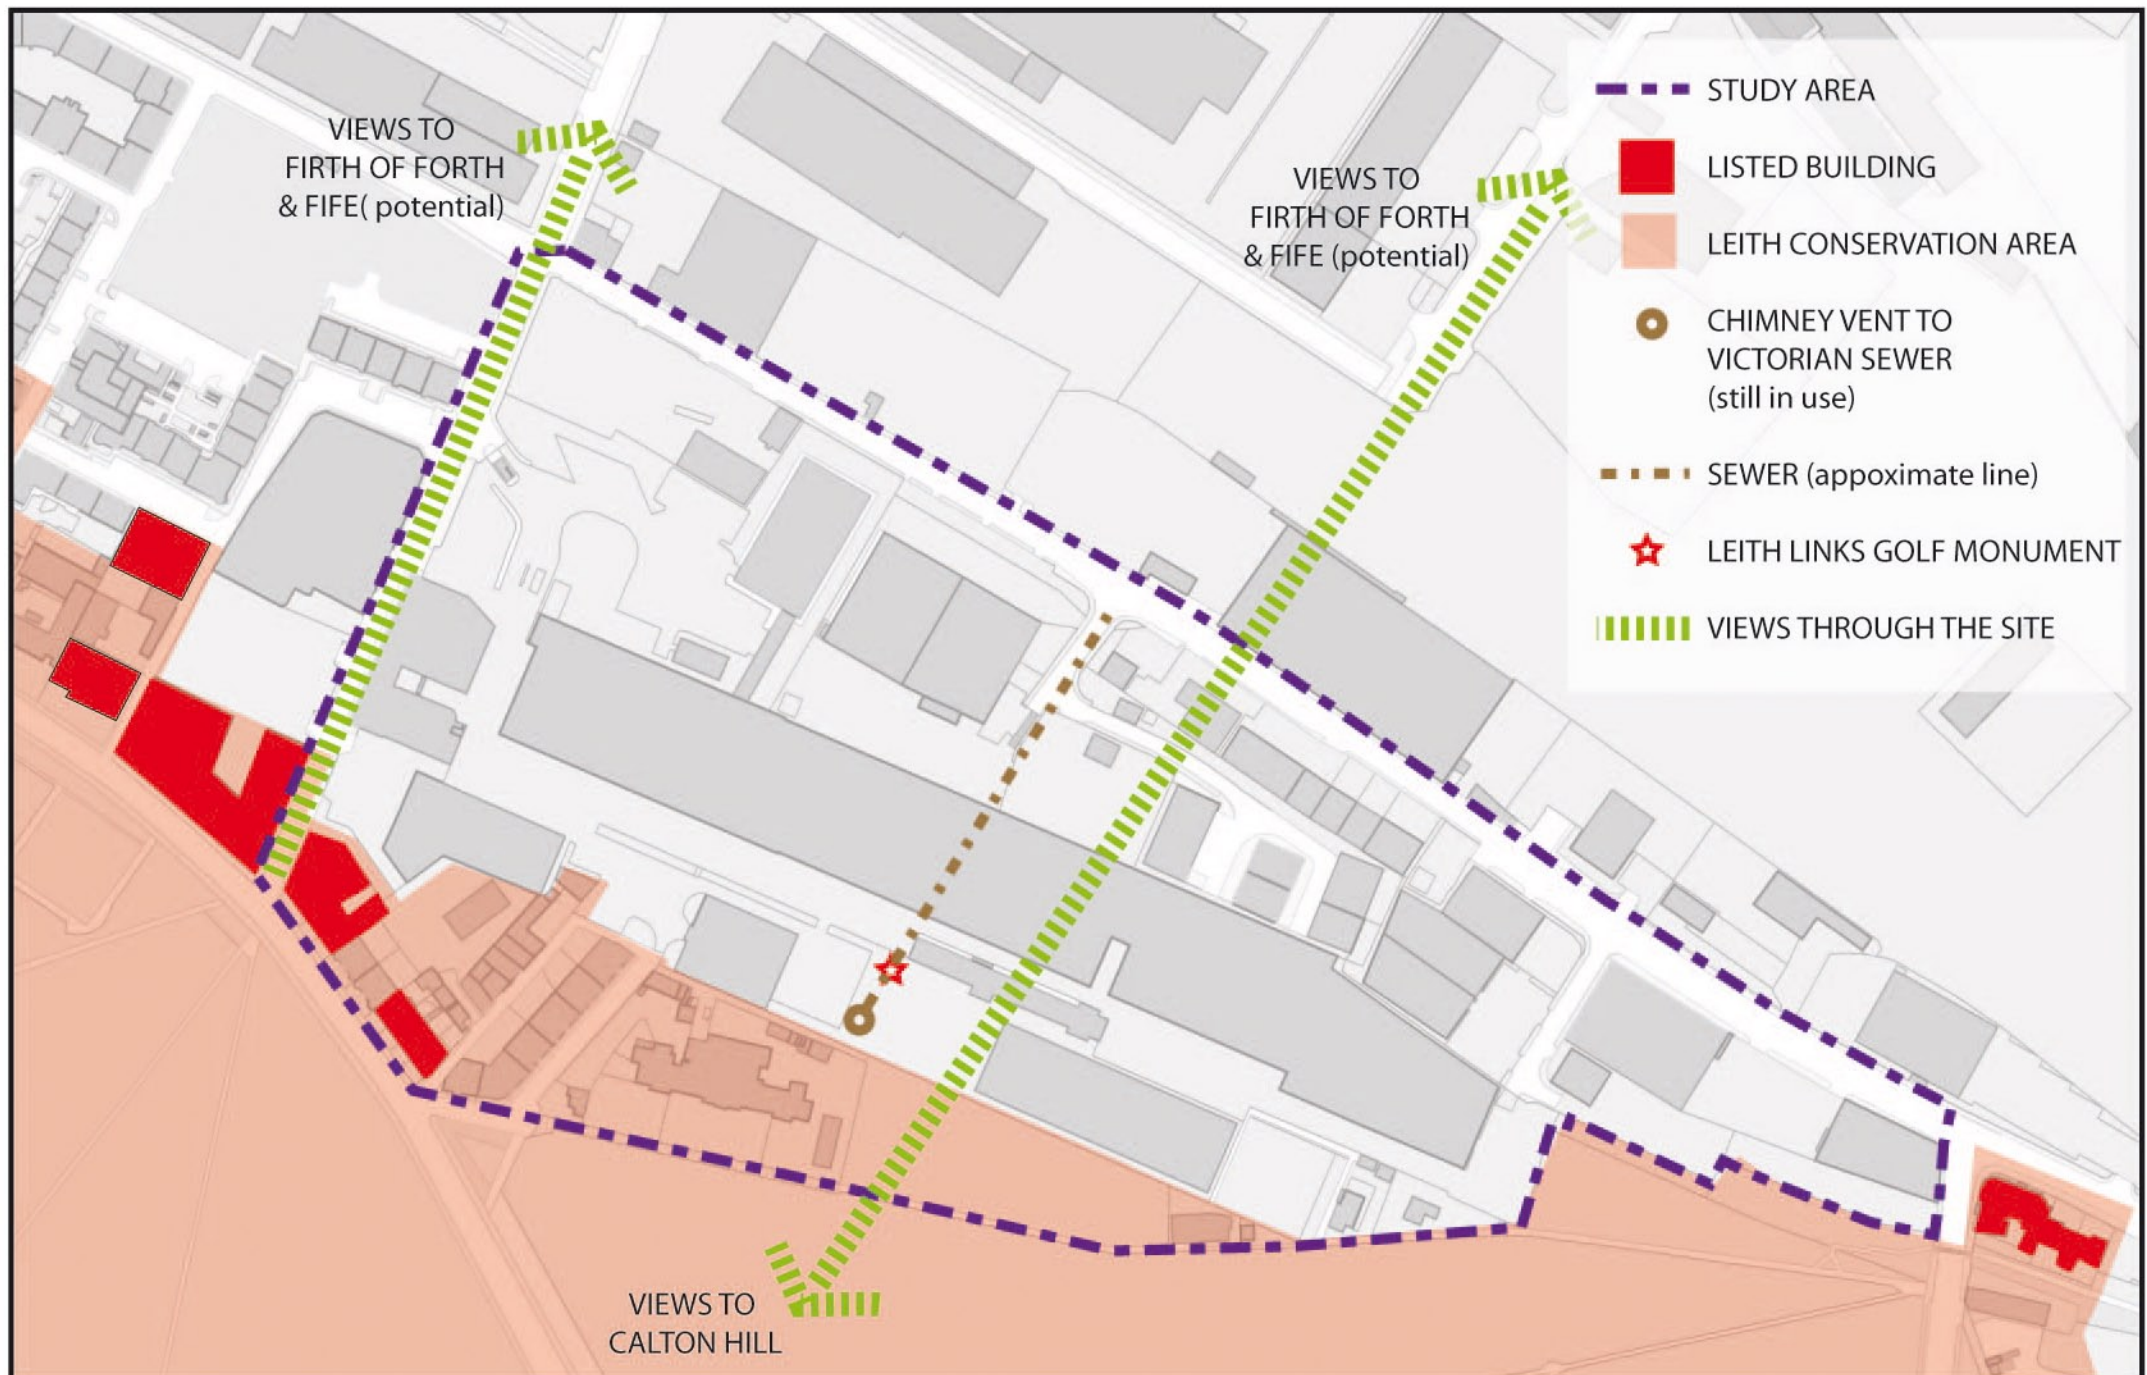 VIEWS TO
FIRTH OF FORTH
& FIFE( potential)
VIEWS TO
FIRTH OF FORTH
& FIFE (potential)
STUDY AREA
LISTED BUILDING
LEITH CONSERVATION AREA
CHIMNEY VENT TO
VICTORIAN SEWER
(still in use)
SEWER (appoximate line)
LEITH LINKS GOLF MONUMENT
VIEWS THROUGH THE SITE
VIEWS TO
CALTON HILL